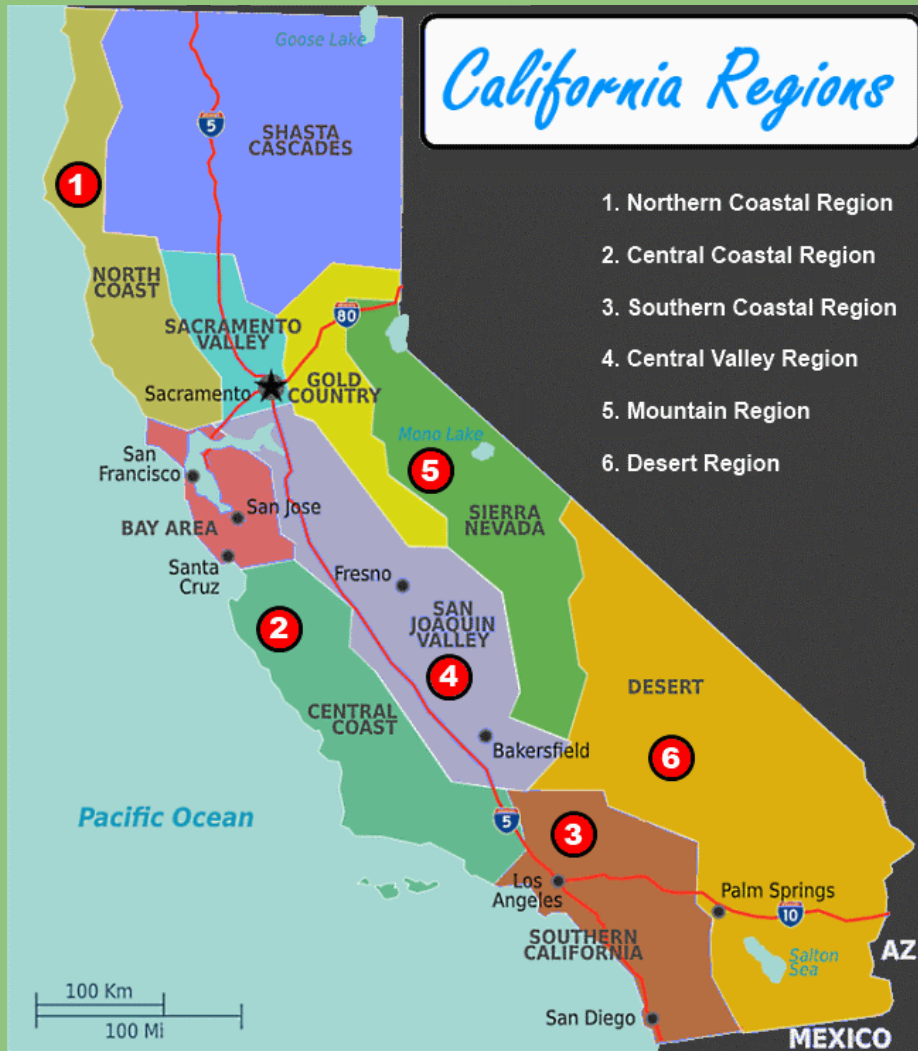 California Regions
Goose Lake
5
SHASTA
CASCADES
1
1. Northern Coastal Region
2. Central Coastal Region
3. Southern Coastal Region
4. Central Valley Region
5. Mountain Region
6. Desert Region
NORTH
COAST
SACRAMENTO
VALLEY
80
Sacramento
GOLD
COUNTRY
Mono Lake
5
San
Francisco
San Jose
BAY AREA
SIERRA
NEVADA
Santa
Cruz
Fresno
2
SAN
JOAQUIN
VALLEY
4
DESERT
CENTRAL
COAST
Bakersfield
6
Pacific Ocean
5
3
Los
Angeles
Palm Springs
10
SOUTHERN
CALIFORNIA
Salton
Sea
AZ
100 Km
100 Mi
San Diego
MEXICO